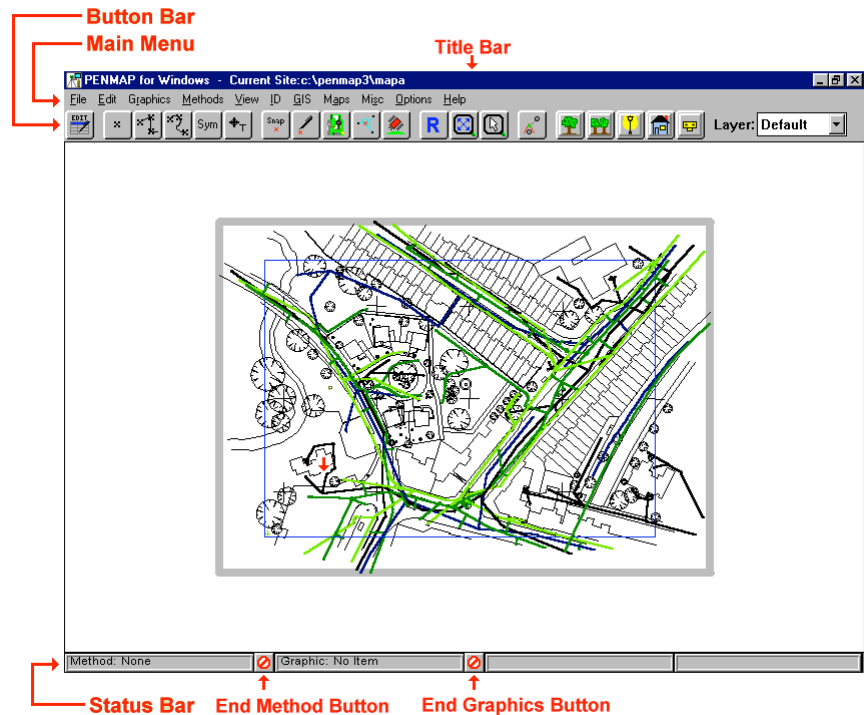 Button Bar
Main Menu
Title Bar
PENMAP for Windows - Current Site:c:\penmap3\mapa
File Edit Graphics Methods View ID GIS Maps Misc Options Help
EDIT Sym T Snap R Layer: Default
Method: None Graphic: No Item
Status Bar End Method Button End Graphics Button